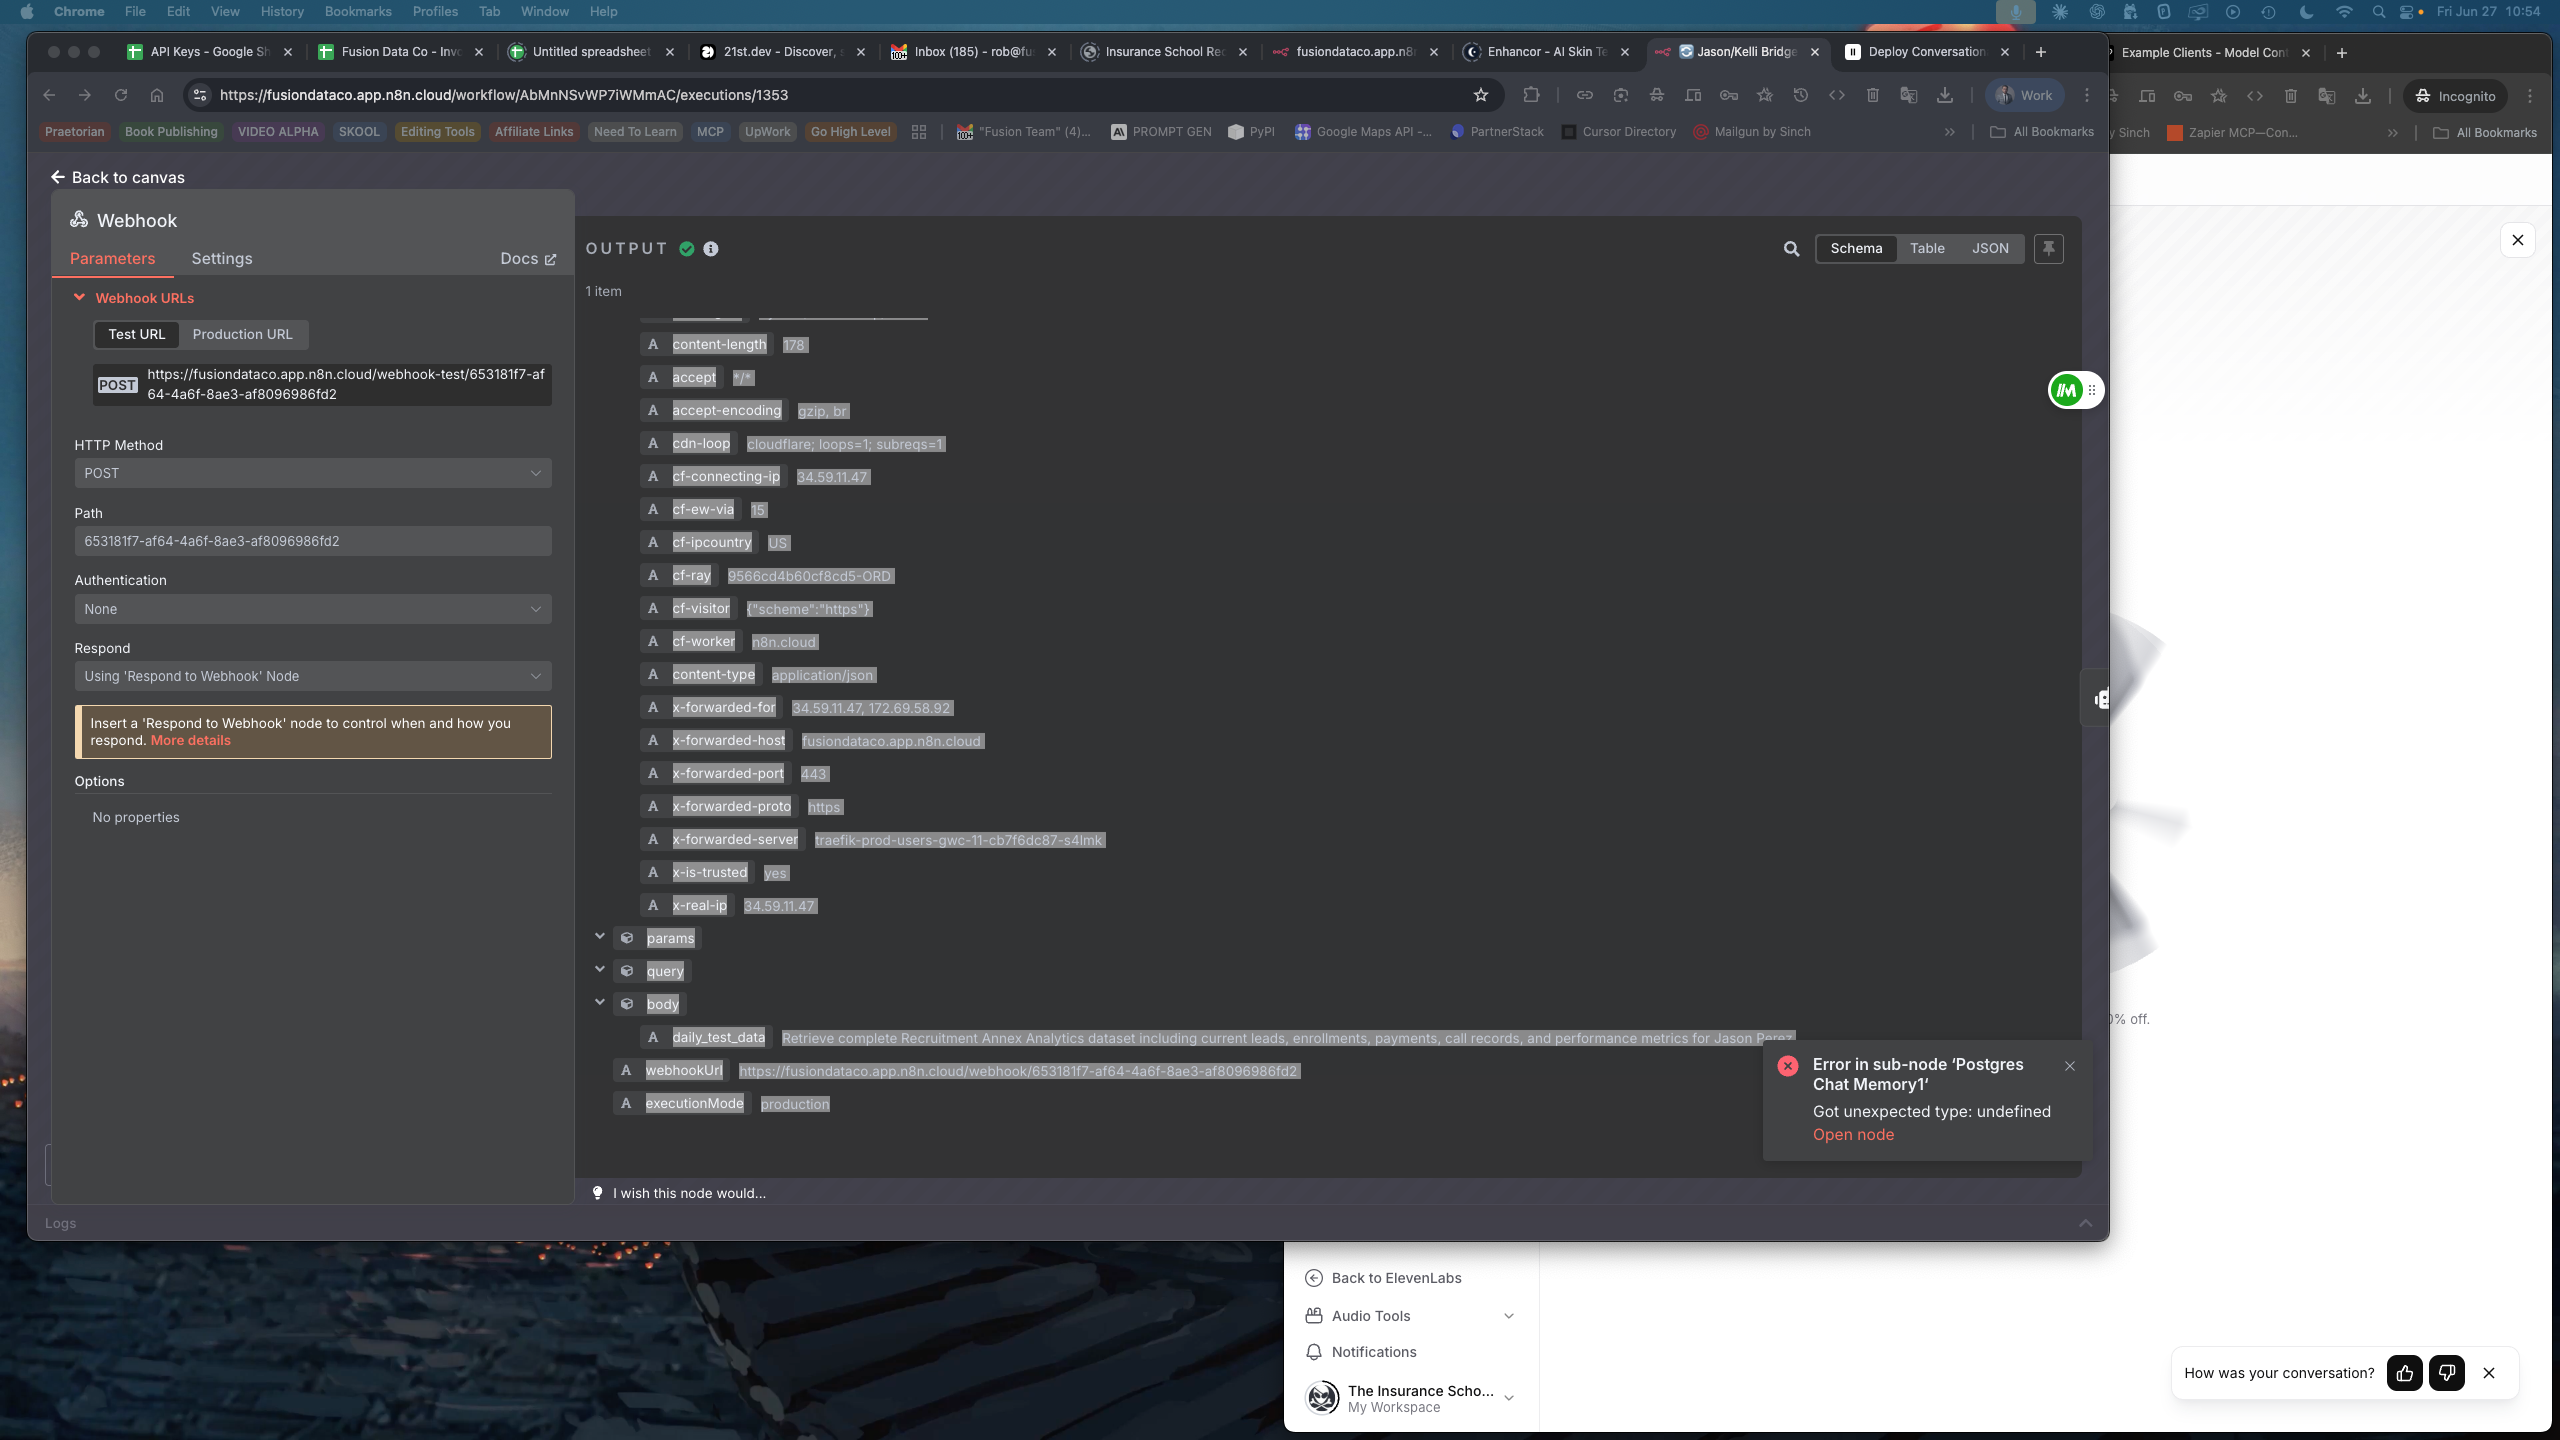 Chrome File Edit View History Bookmarks Profiles Tab Window Help
Fri Jun 27 10:54
API Keys - Google Sh
Fusion Data Co - Invo
Untitled spreadsheet
21st.dev - Discover,
Inbox (185) - rob@fu
Insurance School Rec
fusiondataco.app.n8n
Enhancor - AI Skin Te
Jason/Kelli Bridge
Deploy Conversation
Example Clients - Model Con
https://fusiondataco.app.n8n.cloud/workflow/AbMnNSvWP7iWMmAC/executions/1353
Work
Incognito
Praetorian Book Publishing VIDEO ALPHA SKOOL Editing Tools Affiliate Links Need To Learn MCP UpWork Go High Level
"Fusion Team" (4)... PROMPT GEN PyPI Google Maps API -... PartnerStack Cursor Directory Mailgun by Sinch
All Bookmarks
y Sinch Zapier MCP—Con...
All Bookmarks
Back to canvas
Webhook
Parameters Settings Docs
Webhook URLs
Test URL Production URL
POST
https://fusiondataco.app.n8n.cloud/webhook-test/653181f7-af
64-4a6f-8ae3-af8096986fd2
HTTP Method
POST
Path
653181f7-af64-4a6f-8ae3-af8096986fd2
Authentication
None
Respond
Using 'Respond to Webhook' Node
Insert a 'Respond to Webhook' node to control when and how you
respond. More details
Options
No properties
OUTPUT
Schema Table JSON
1 item
A content-length 178
A accept */*
A accept-encoding gzip, br
A cdn-loop cloudflare; loops=1; subreqs=1
A cf-connecting-ip 34.59.11.47
A cf-ew-via 15
A cf-ipcountry US
A cf-ray 9566cd4b60cf8cd5-ORD
A cf-visitor {"scheme":"https"}
A cf-worker n8n.cloud
A content-type application/json
A x-forwarded-for 34.59.11.47, 172.69.58.92
A x-forwarded-host fusiondataco.app.n8n.cloud
A x-forwarded-port 443
A x-forwarded-proto https
A x-forwarded-server traefik-prod-users-gwc-11-cb7f6dc87-s4lmk
A x-is-trusted yes
A x-real-ip 34.59.11.47
params
query
body
A daily_test_data Retrieve complete Recruitment Annex Analytics dataset including current leads, enrollments, payments, call records, and performance metrics for Jason Perez
A webhookUrl https://fusiondataco.app.n8n.cloud/webhook/653181f7-af64-4a6f-8ae3-af8096986fd2
A executionMode production
Error in sub-node ‘Postgres
Chat Memory1‘
Got unexpected type: undefined
Open node
I wish this node would...
Logs
0% off.
Back to ElevenLabs
Audio Tools
Notifications
The Insurance Scho...
My Workspace
How was your conversation?